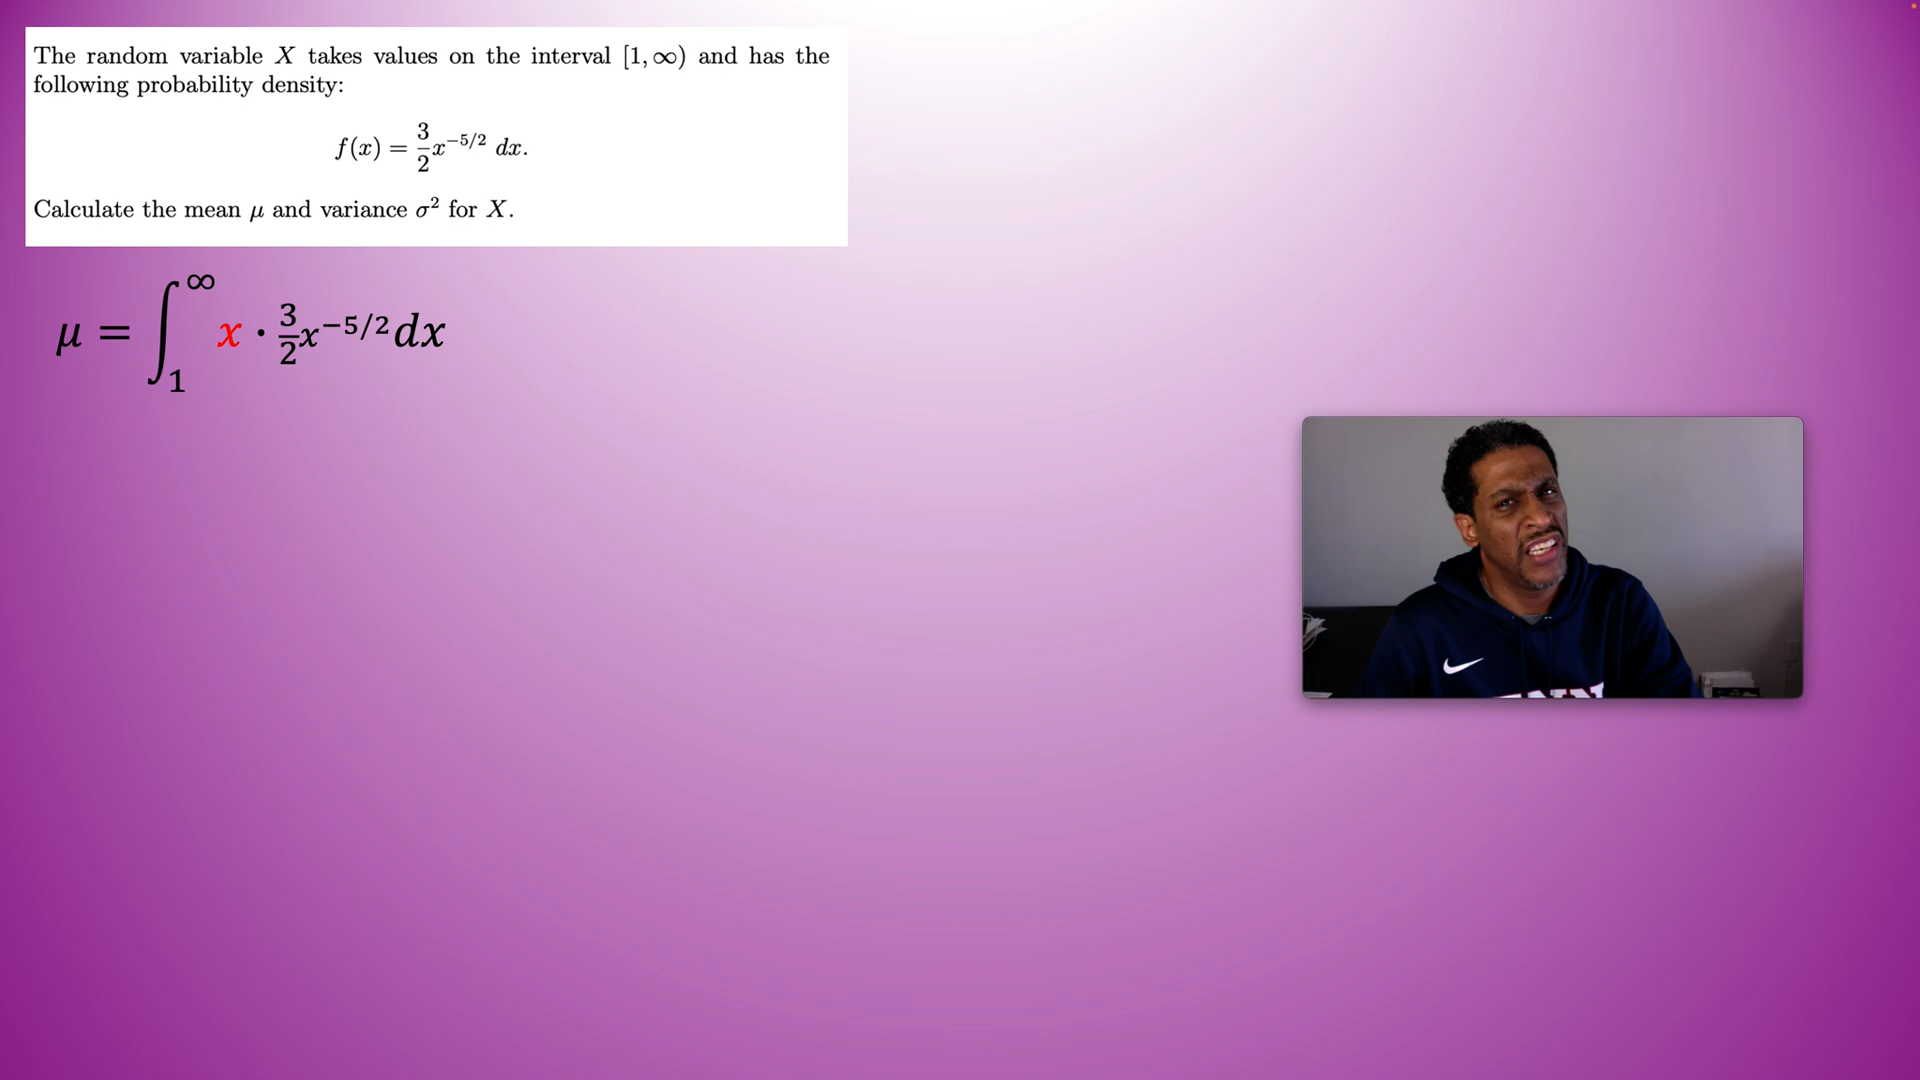 The random variable X takes values on the interval [1, ∞) and has the
following probability density:
f(x) = 3/2 x^{-5/2} dx.
Calculate the mean μ and variance σ² for X.
μ = ∫_1^∞ x · 3/2 x^{-5/2} dx